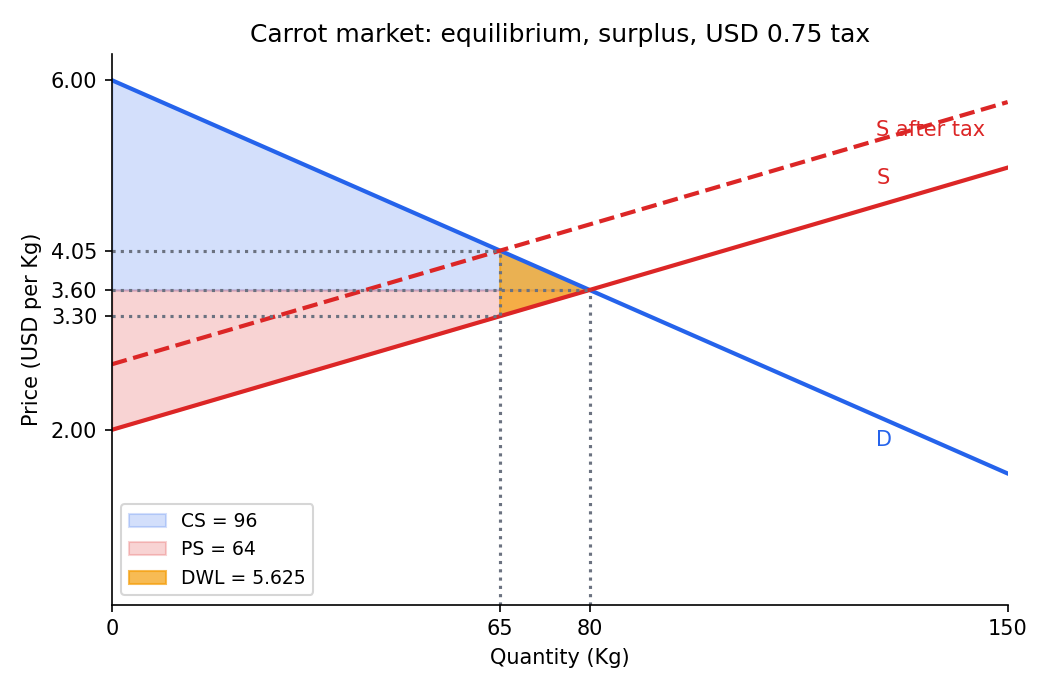 Carrot market: equilibrium, surplus, USD 0.75 tax
Price (USD per Kg)
6.00
4.05
3.60
3.30
2.00
S after tax
S
D
CS = 96
PS = 64
DWL = 5.625
0
65
80
150
Quantity (Kg)